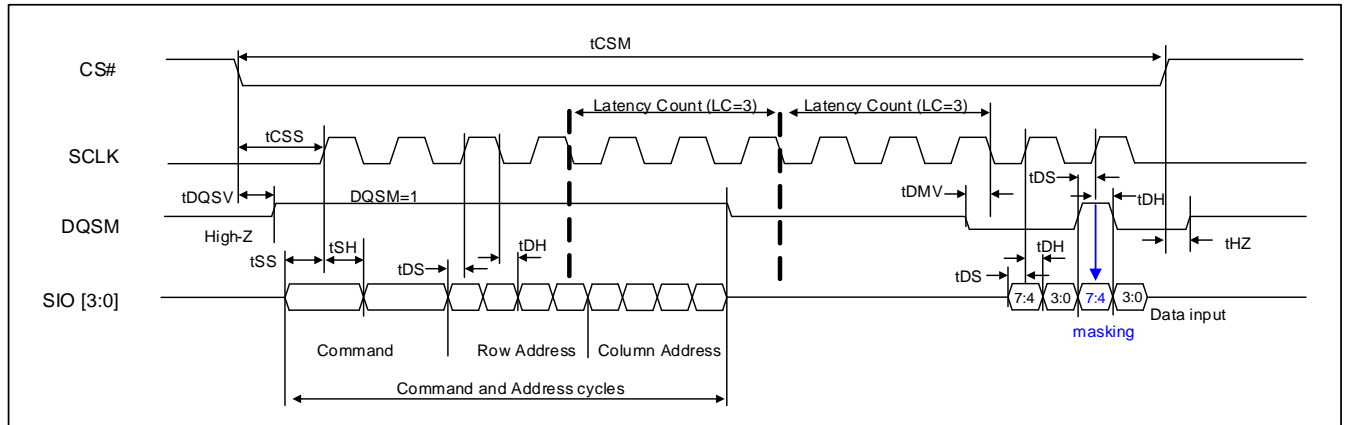 tCSM
CS#
Latency Count (LC=3) Latency Count (LC=3)
tCSS
SCLK
tDS
tDQSV DQSM=1 tDMV tDH
DQSM
High-Z
tSH tHZ
tSS tDH tDH
tDS tDS
SIO [3:0] 7:4 3:0 7:4 3:0
Data input
masking
Command Row Address Column Address
Command and Address cycles